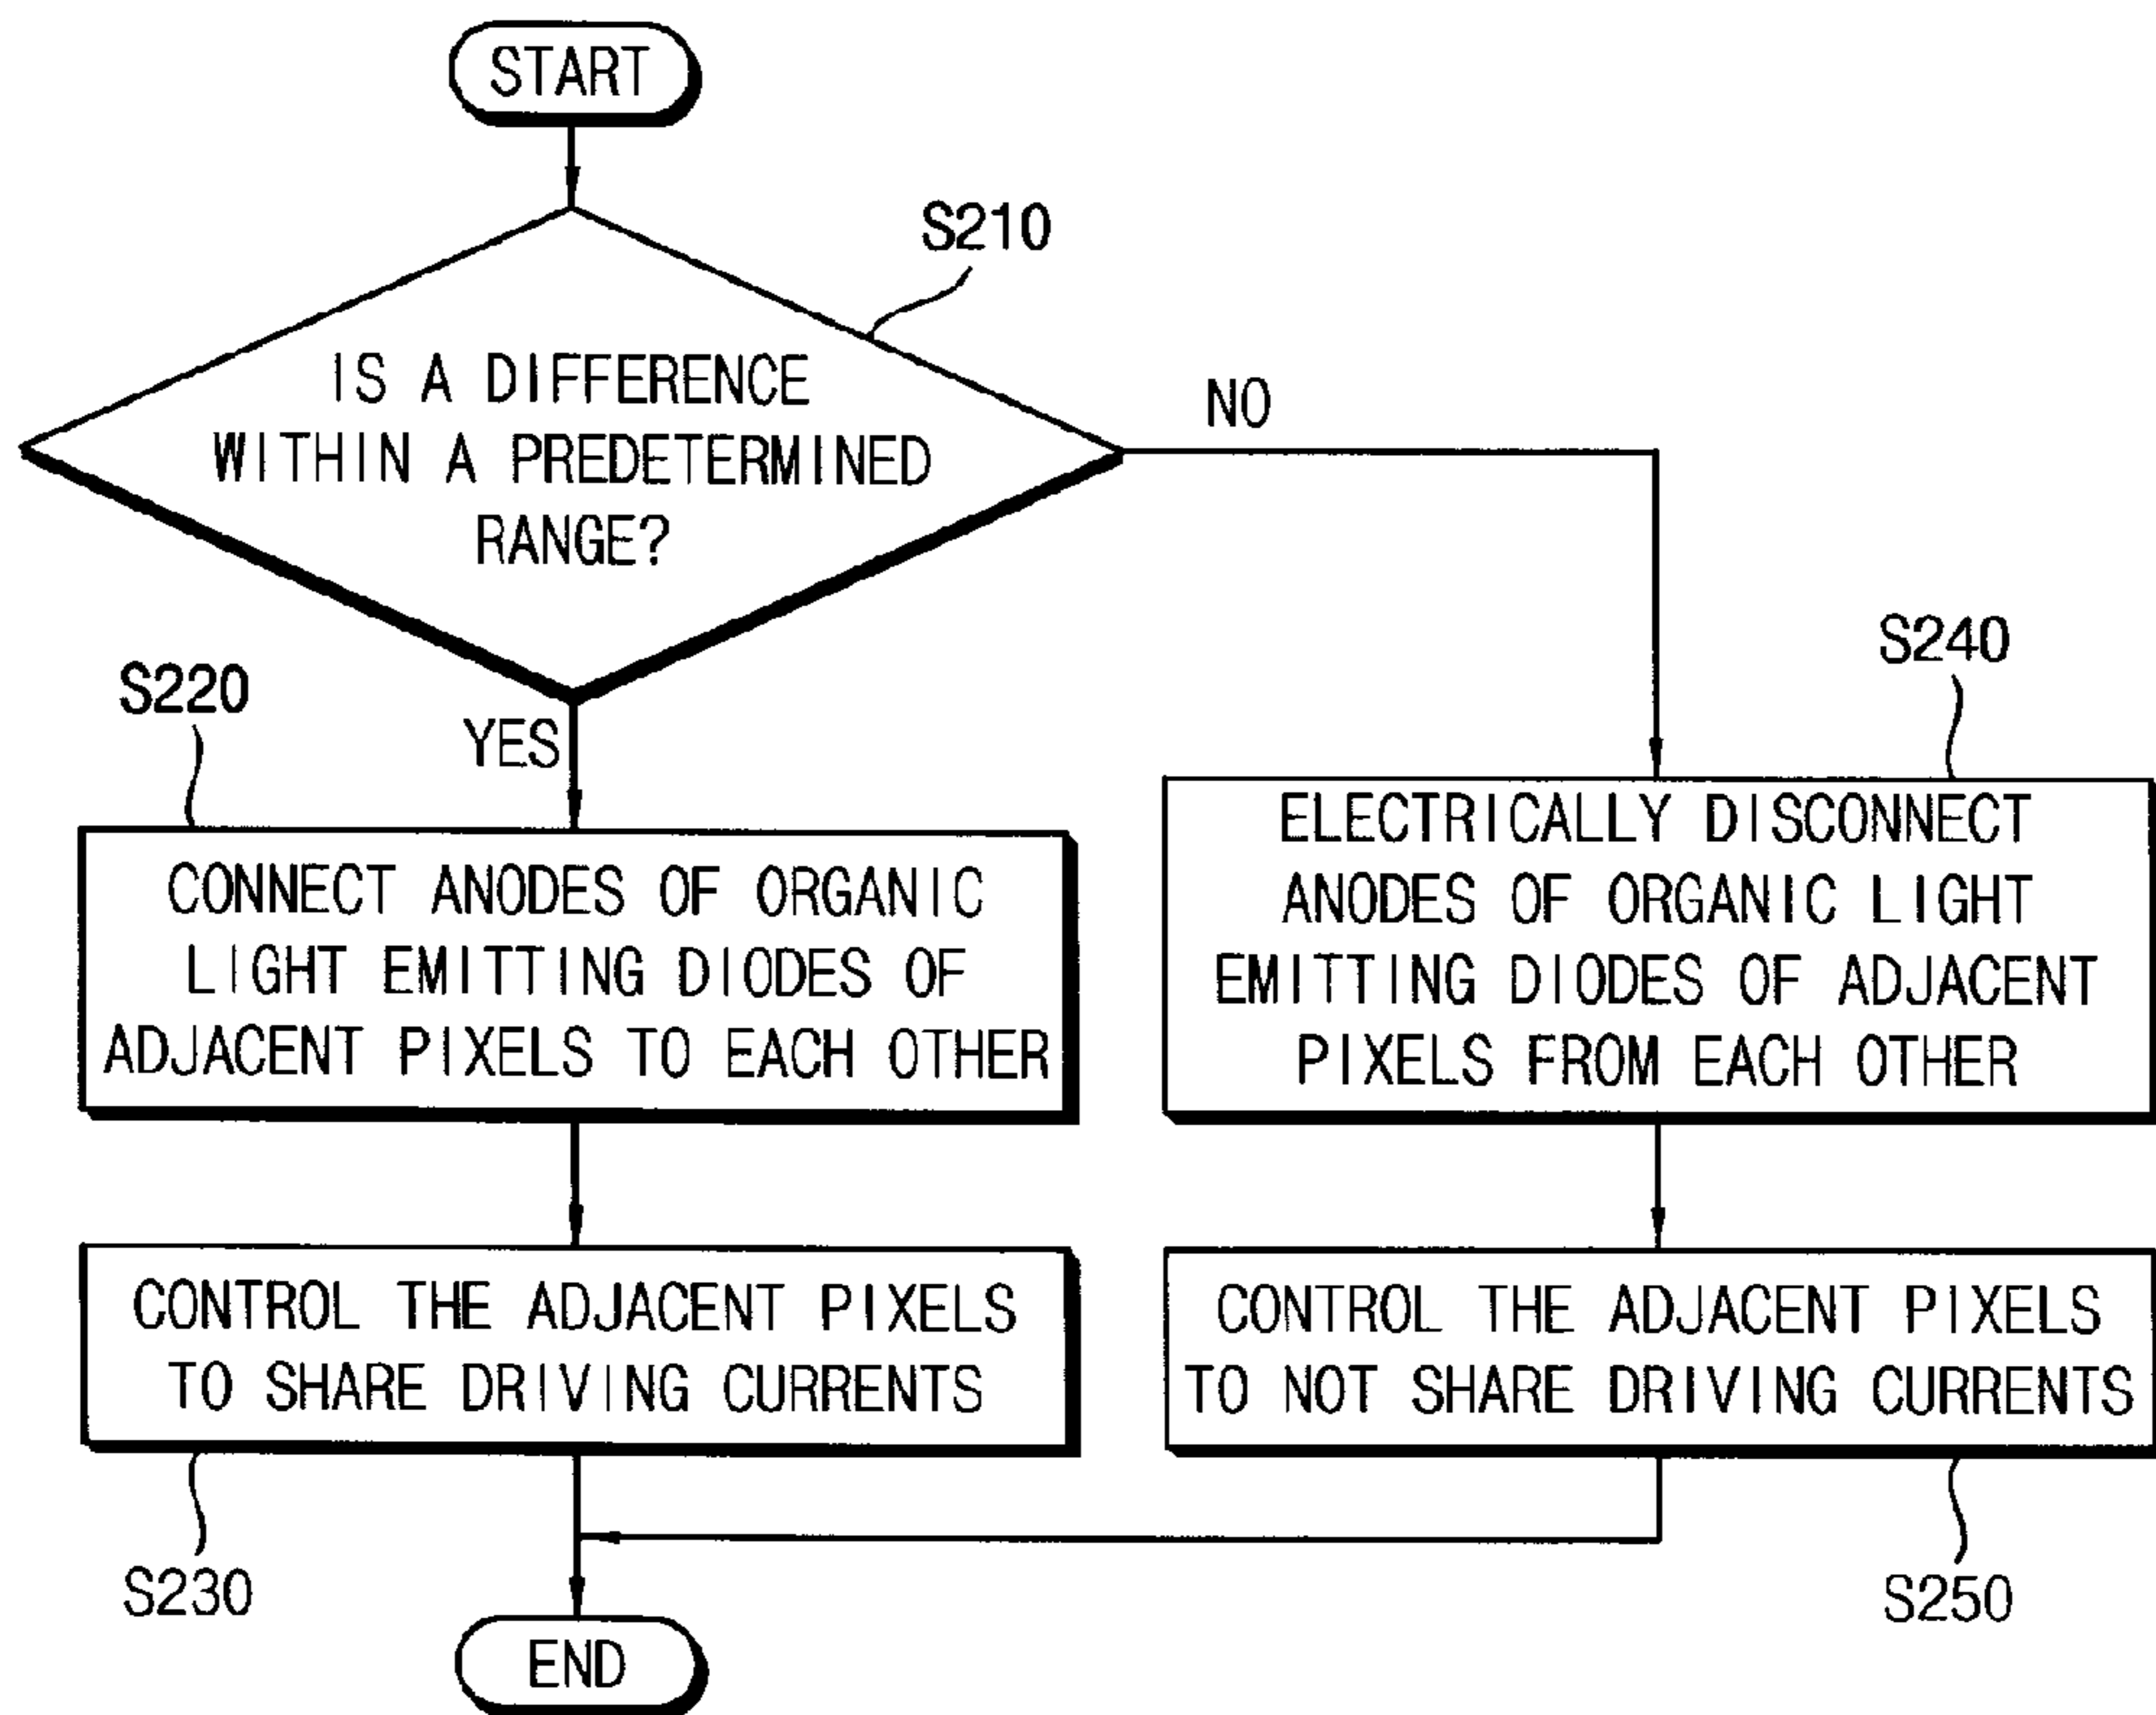 START
S210
IS A DIFFERENCE
WITHIN A PREDETERMINED
RANGE?
NO
YES
S220
CONNECT ANODES OF ORGANIC
LIGHT EMITTING DIODES OF
ADJACENT PIXELS TO EACH OTHER
S240
ELECTRICALLY DISCONNECT
ANODES OF ORGANIC LIGHT
EMITTING DIODES OF ADJACENT
PIXELS FROM EACH OTHER
CONTROL THE ADJACENT PIXELS
TO SHARE DRIVING CURRENTS
S230
CONTROL THE ADJACENT PIXELS
TO NOT SHARE DRIVING CURRENTS
S250
END